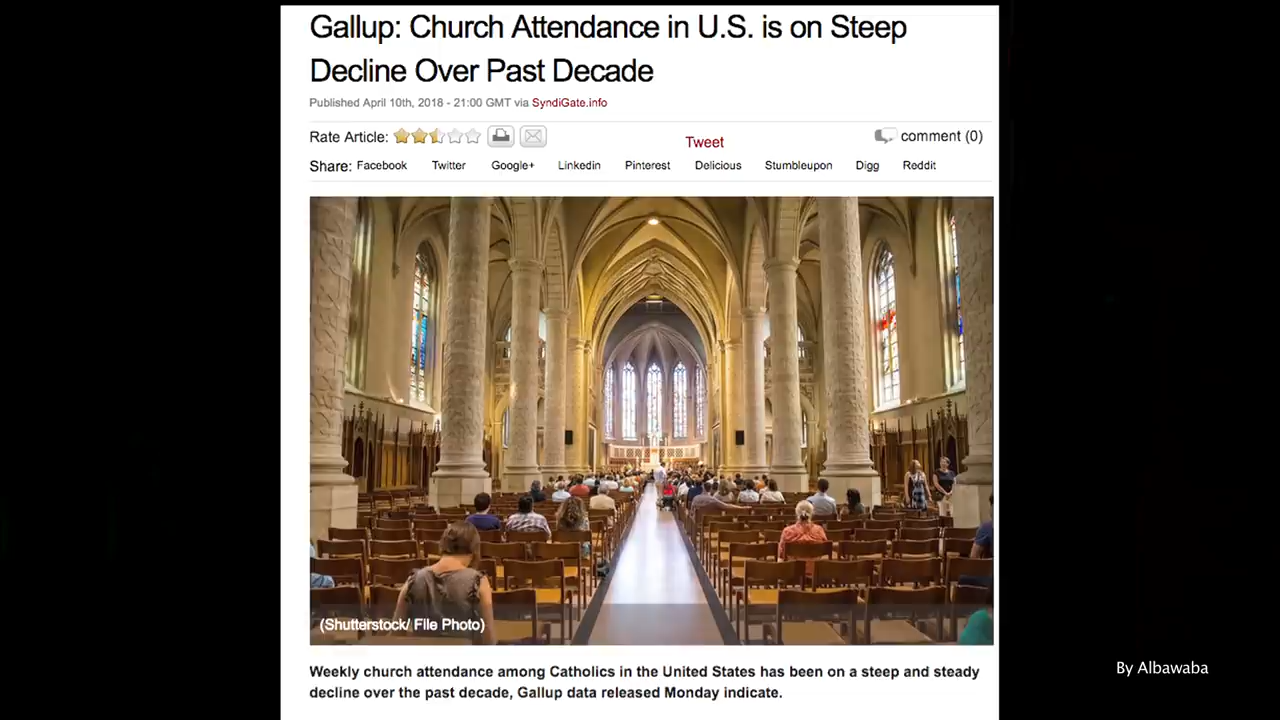 Gallup: Church Attendance in U.S. is on Steep
Decline Over Past Decade
Published April 10th, 2018 - 21:00 GMT via SyndiGate.info
Rate Article:
Tweet
comment (0)
Share: Facebook Twitter Google+ Linkedin Pinterest Delicious Stumbleupon Digg Reddit
(Shutterstock/ File Photo)
Weekly church attendance among Catholics in the United States has been on a steep and steady
decline over the past decade, Gallup data released Monday indicate.
By Albawaba